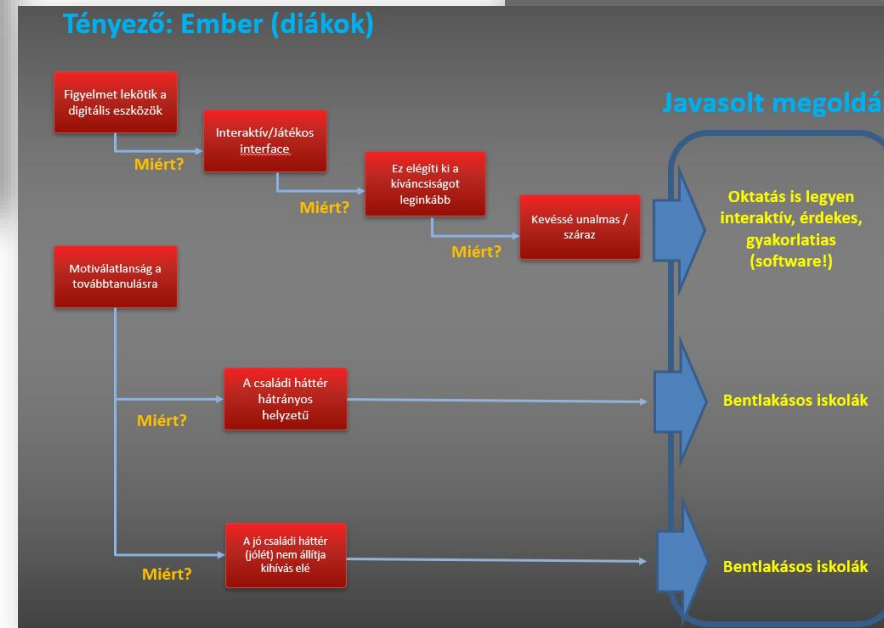 Tényező: Ember (diákok)
Figyelmet lekötik a
digitális eszközök
Miért?
Interaktív/Játékos
interface
Miért?
Ez elégíti ki a
kíváncsiságot
leginkább
Miért?
Kevéssé unalmas /
száraz
Javasolt megoldá
Oktatás is legyen
interaktív, érdekes,
gyakorlatias
(software!)
Motiválatlanság a
továbbtanulásra
Miért?
A családi háttér
hátrányos
helyzetű
Bentlakásos iskolák
Miért?
A jó családi háttér
(jólét) nem állítja
kihívás elé
Bentlakásos iskolák